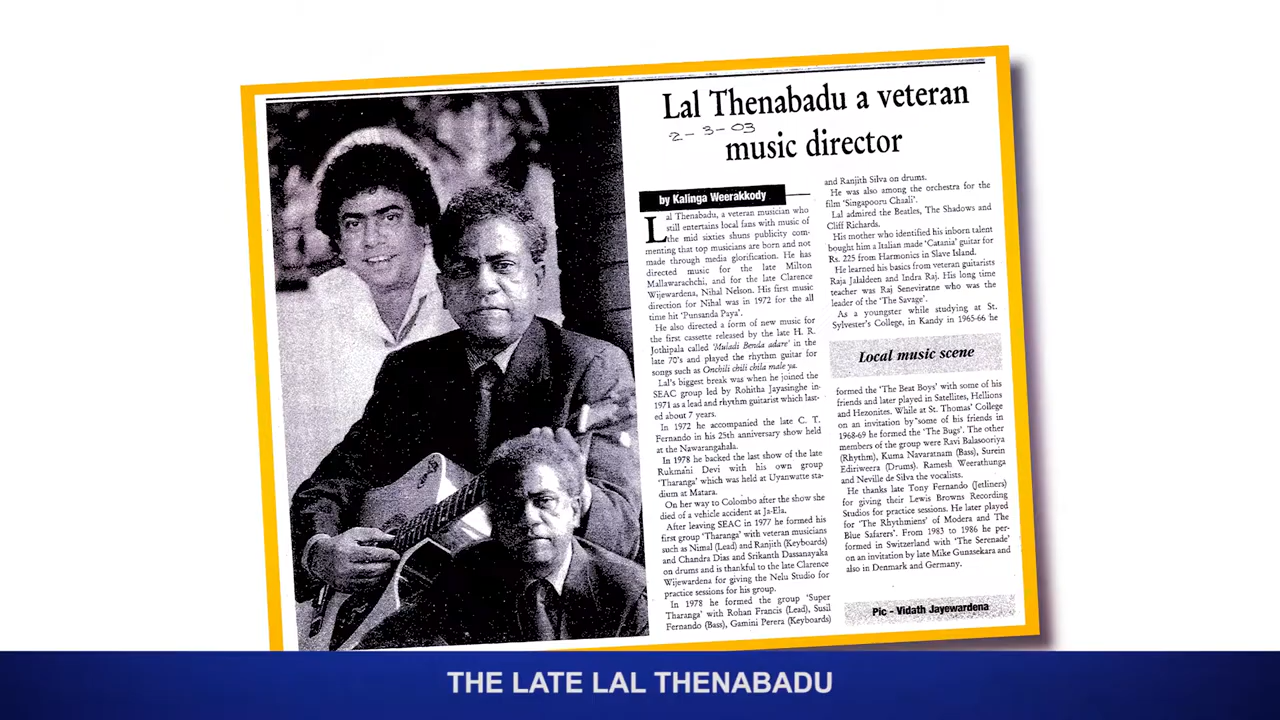 Lal Thenabadu a veteran
2-3-03
music director
by Kalinga Weerakkody
Lal Thenabadu, a veteran musician who
still entertains local fans with music of
the mid sixties shuns publicity com-
menting that top musicians are born and not
made through media glorification. He has
directed music for the late Milton
Mallawarachchi, and for the late Clarence
Wijewardena, Nihal Nelson. His first music
direction for Nihal was in 1972 for the all
time hit 'Punsanda Paya'.
He also directed a form of new music for
the first cassette released by the late H. R.
Jothipala called 'Muladi Benda adare' in the
late 70's and played the rhythm guitar for
songs such as Onchili chili chila male ya.
Lal's biggest break was when he joined the
SEAC group led by Rohitha Jayasinghe in-
1971 as a lead and rhythm guitarist which last-
ed about 7 years.
In 1972 he accompanied the late C. T.
Fernando in his 25th anniversary show held
at the Nawarangahala.
In 1978 he backed the last show of the late
Rukmani Devi with his own group
'Tharanga' which was held at Uyanwatte sta-
dium at Matara.
On her way to Colombo after the show she
died of a vehicle accident at Ja-Ela.
After leaving SEAC in 1977 he formed his
first group 'Tharanga' with veteran musicians
such as Nimal (Lead) and Ranjith (Keyboards)
and Chandra Dias and Srikanth Dassanayaka
on drums and is thankful to the late Clarence
Wijewardena for giving the Nelu Studio for
practice sessions for his group.
In 1978 he formed the group 'Super
Tharanga' with Rohan Francis (Lead), Susil
Fernando (Bass), Gamini Perera (Keyboards)
and Ranjith Silva on drums.
He was also among the orchestra for the
film 'Singapooru Chaali'.
Lal admired the Beatles, The Shadows and
Cliff Richards.
His mother who identified his inborn talent
bought him a Italian made 'Catania' guitar for
Rs. 225 from Harmonics in Slave Island.
He learned his basics from veteran guitarists
Raja Jalaldeen and Indra Raj. His long time
teacher was Raj Seneviratne who was the
leader of the 'The Savage'.
As a youngster while studying at St.
Sylvester's College, in Kandy in 1965-66 he
Local music scene
formed the 'The Beat Boys' with some of his
friends and later played in Satellites, Hellions
and Hezonites. While at St. Thomas' College
on an invitation by some of his friends in
1968-69 he formed the 'The Bugs'. The other
members of the group were Ravi Balasooriya
(Rhythm), Kuma Navaratnam (Bass), Surein
Ediriweera (Drums). Ramesh Weerathunga
and Neville de Silva the vocalists.
He thanks late Tony Fernando (Jetliners)
for giving their Lewis Browns Recording
Studios for practice sessions. He later played
for 'The Rhythmiens' of Modera and The
Blue Safarers'. From 1983 to 1986 he per-
formed in Switzerland with 'The Serenade'
on an invitation by late Mike Gunasekara and
also in Denmark and Germany.
Pic - Vidath Jayewardena
THE LATE LAL THENABADU